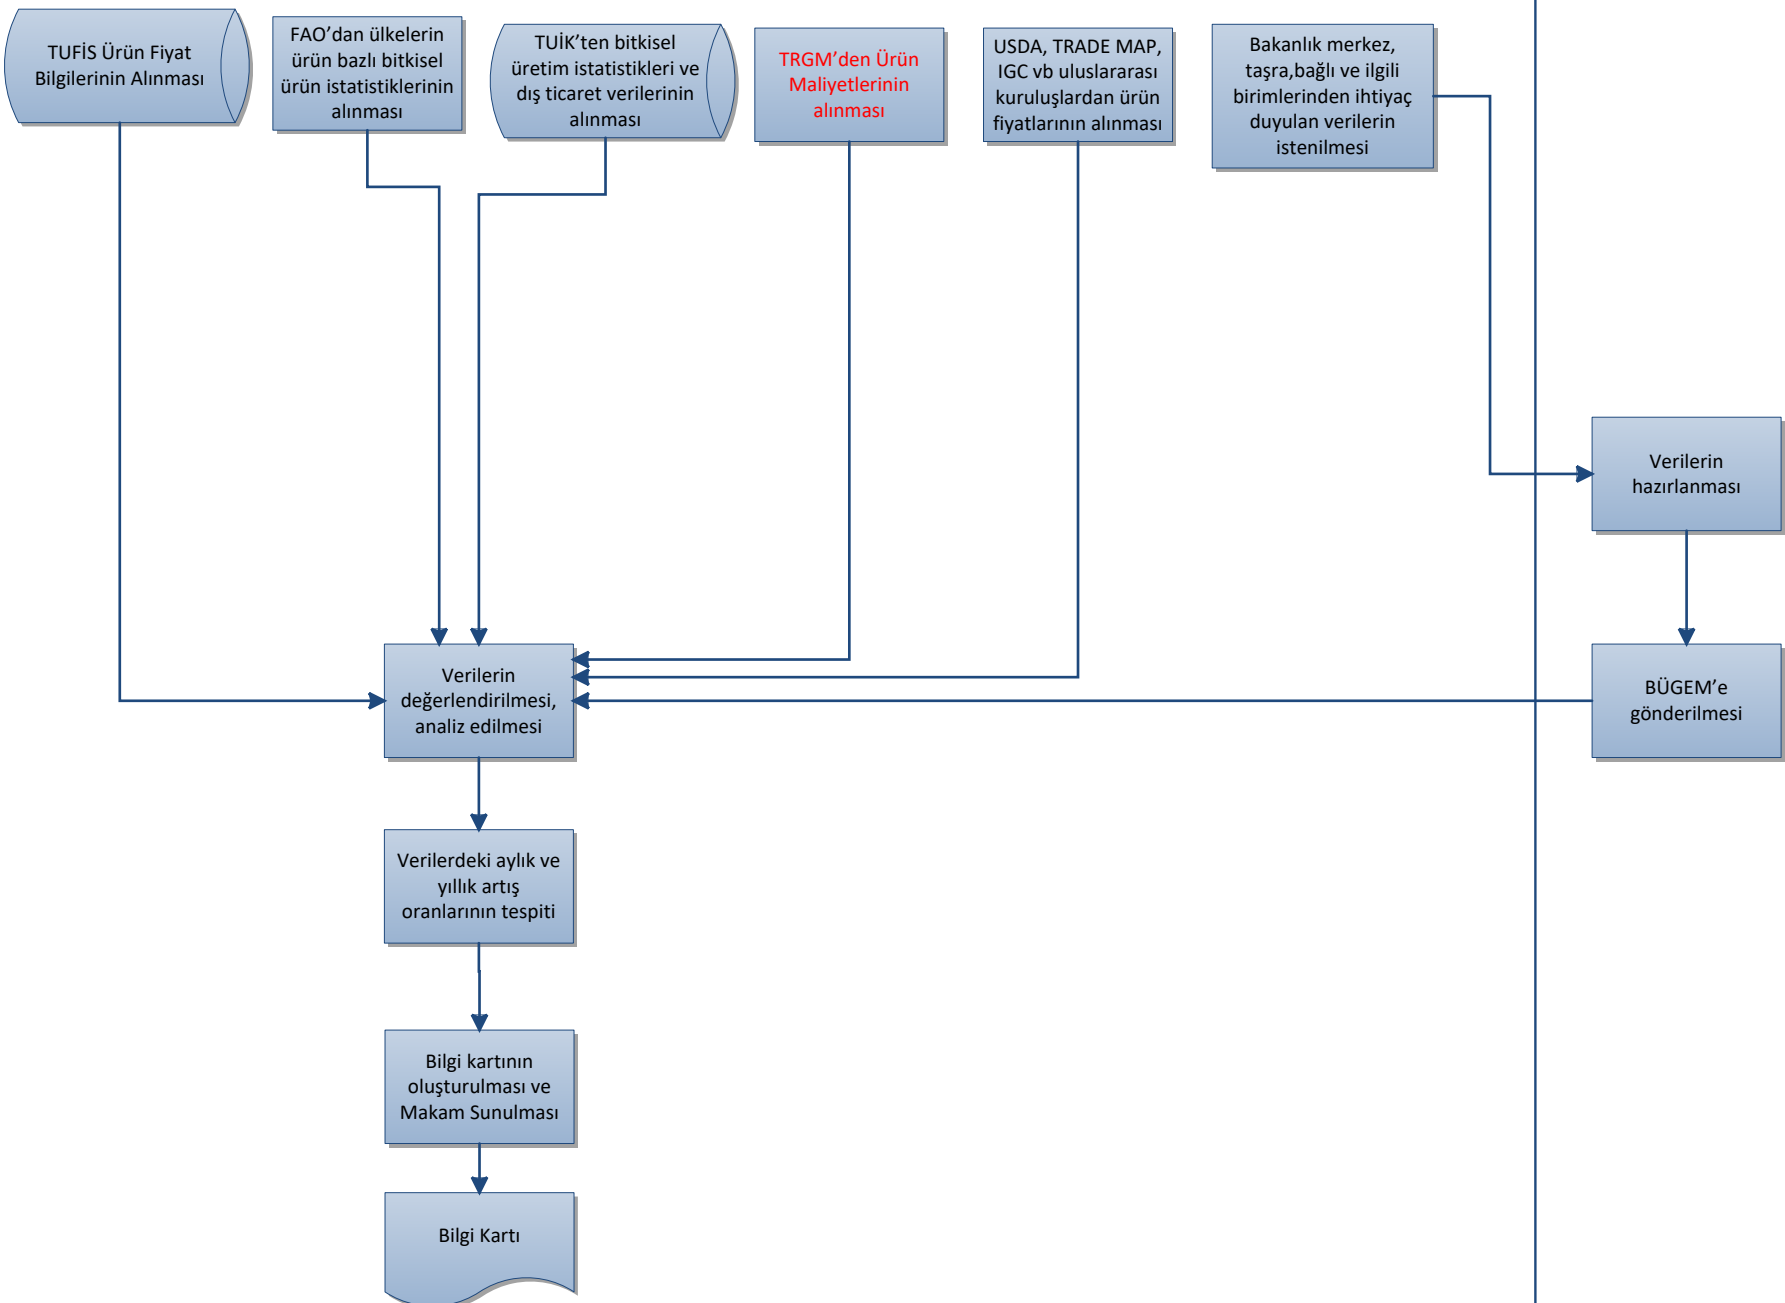 TUFİS Ürün Fiyat
Bilgilerinin Alınması
FAO’dan ülkelerin
ürün bazlı bitkisel
ürün istatistiklerinin
alınması
TUİK’ten bitkisel
üretim istatistikleri ve
dış ticaret verilerinin
alınması
TRGM’den Ürün
Maliyetlerinin
alınması
USDA, TRADE MAP,
IGC vb uluslararası
kuruluşlardan ürün
fiyatlarının alınması
Bakanlık merkez,
taşra,bağlı ve ilgili
birimlerinden ihtiyaç
duyulan verilerin
istenilmesi
Verilerin
hazırlanması
Verilerin
değerlendirilmesi,
analiz edilmesi
BÜGEM’e
gönderilmesi
Verilerdeki aylık ve
yıllık artış
oranlarının tespiti
Bilgi kartının
oluşturulması ve
Makam Sunulması
Bilgi Kartı